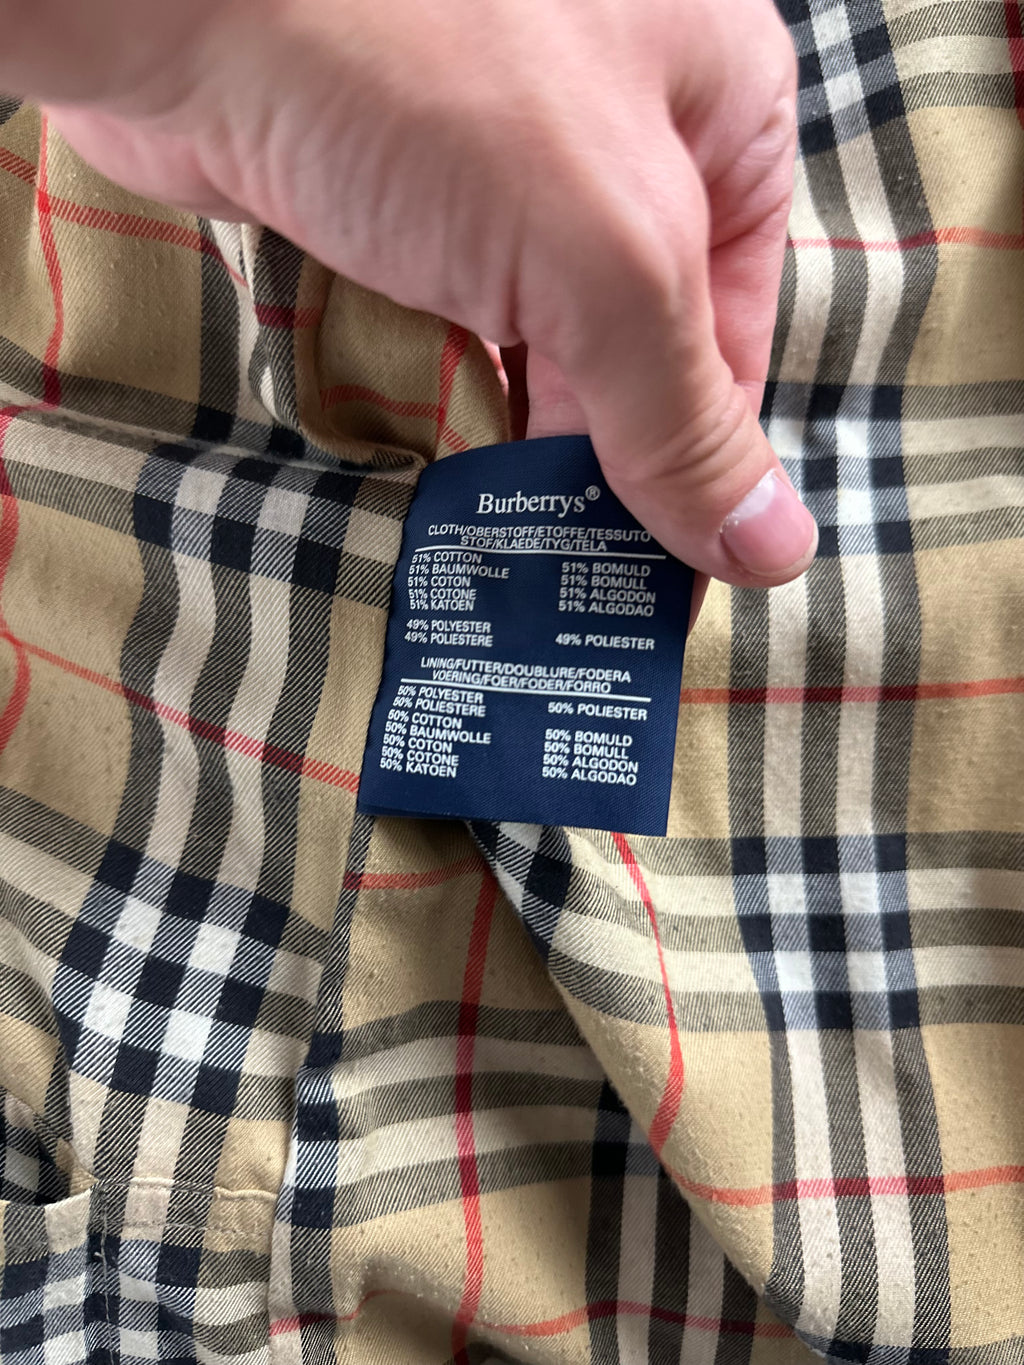 Burberrys®
CLOTH/OBERSTOFF/ETOFFE/TESSUTO
STOF/KLAEDE/TYG/TELA
51% COTTON
51% BAUMWOLLE
51% COTON
51% COTONE
51% KATOEN
51% BOMULD
51% BOMULL
51% ALGODON
51% ALGODAO
49% POLYESTER
49% POLIESTERE
49% POLIESTER
LINING/FUTTER/DOUBLURE/FODERA
VOERING/FOER/FODER/FORRO
50% POLYESTER
50% POLIESTERE
50% POLIESTER
50% COTTON
50% BAUMWOLLE
50% COTON
50% COTONE
50% KATOEN
50% BOMULD
50% BOMULL
50% ALGODON
50% ALGODAO